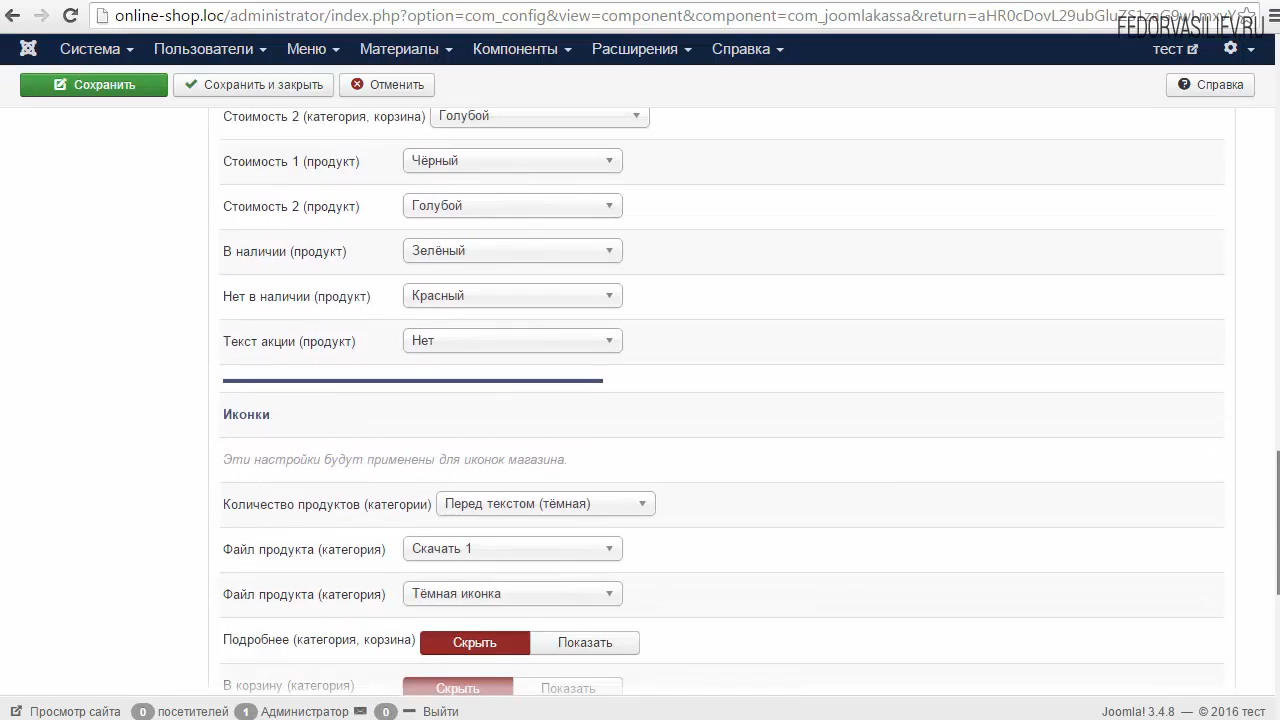 online-shop.loc/administrator/index.php?option=com_config&view=component&component=com_joomlakassa&return=
FEDORVASILIEV.RU
Система Пользователи Меню Материалы Компоненты Расширения Справка тест
Сохранить Сохранить и закрыть Отменить Справка
Стоимость 2 (категория, корзина) Голубой
Стоимость 1 (продукт) Чёрный
Стоимость 2 (продукт) Голубой
В наличии (продукт) Зелёный
Нет в наличии (продукт) Красный
Текст акции (продукт) Нет
Иконки
Эти настройки будут применены для иконок магазина.
Количество продуктов (категории) Перед текстом (тёмная)
Файл продукта (категория) Скачать 1
Файл продукта (категория) Тёмная иконка
Подробнее (категория, корзина) Скрыть Показать
В корзину (категория) Скрыть Показать
Просмотр сайта 0 посетителей 1 Администратор 0 Выйти Joomla! 3.4.8 — © 2016 тест